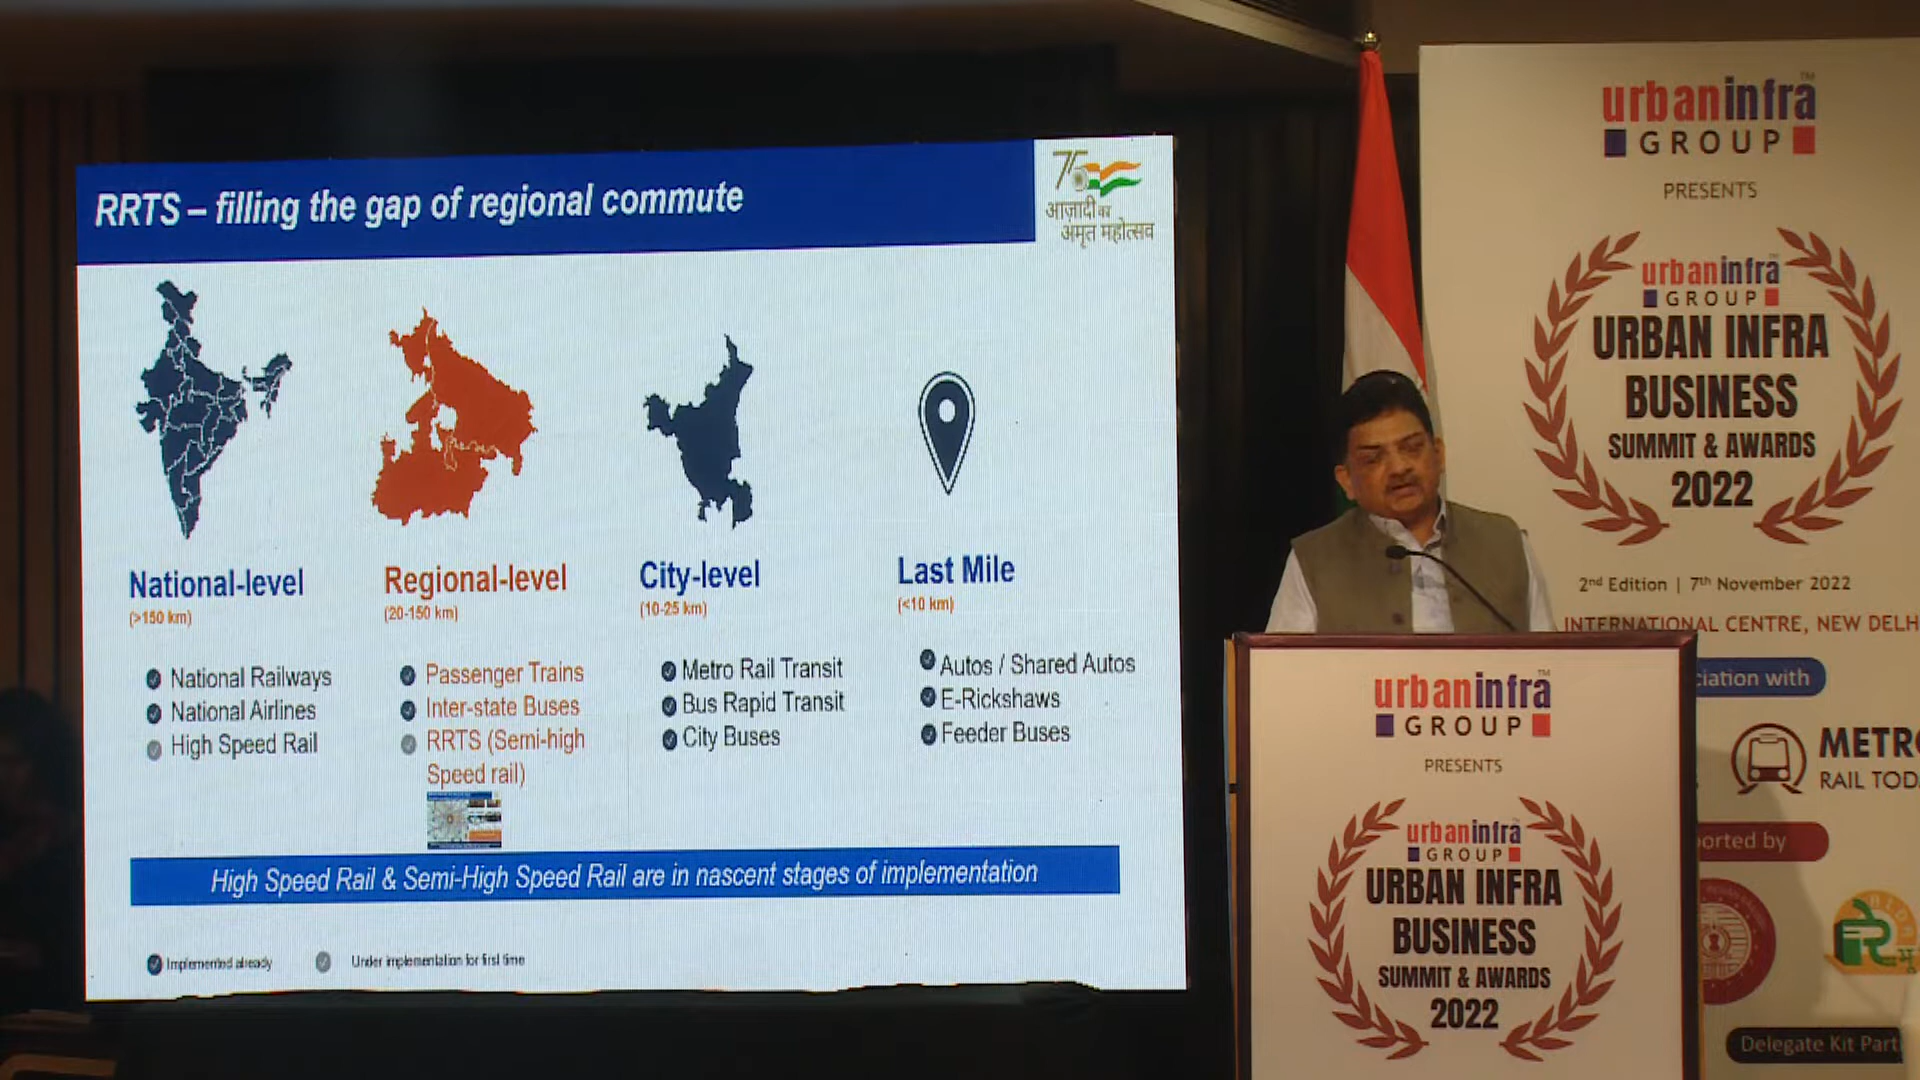 RRTS – filling the gap of regional commute
75
आज़ादी का
अमृत महोत्सव
National-level
(>150 km)
National Railways
National Airlines
High Speed Rail
Regional-level
(20-150 km)
Passenger Trains
Inter-state Buses
RRTS (Semi-high
Speed rail)
City-level
(10-25 km)
Metro Rail Transit
Bus Rapid Transit
City Buses
Last Mile
(<10 km)
Autos / Shared Autos
E-Rickshaws
Feeder Buses
High Speed Rail & Semi-High Speed Rail are in nascent stages of implementation
Implemented already
Under implementation for first time
urbaninfra™
GROUP
PRESENTS
urbaninfra
GROUP
URBAN INFRA
BUSINESS
SUMMIT & AWARDS
2022
2nd Edition | 7th November 2022
INTERNATIONAL CENTRE, NEW DELH
ciation with
METR
RAIL TOD
orted by
Delegate Kit Part
urbaninfra™
GROUP
PRESENTS
urbaninfra
GROUP
URBAN INFRA
BUSINESS
SUMMIT & AWARDS
2022